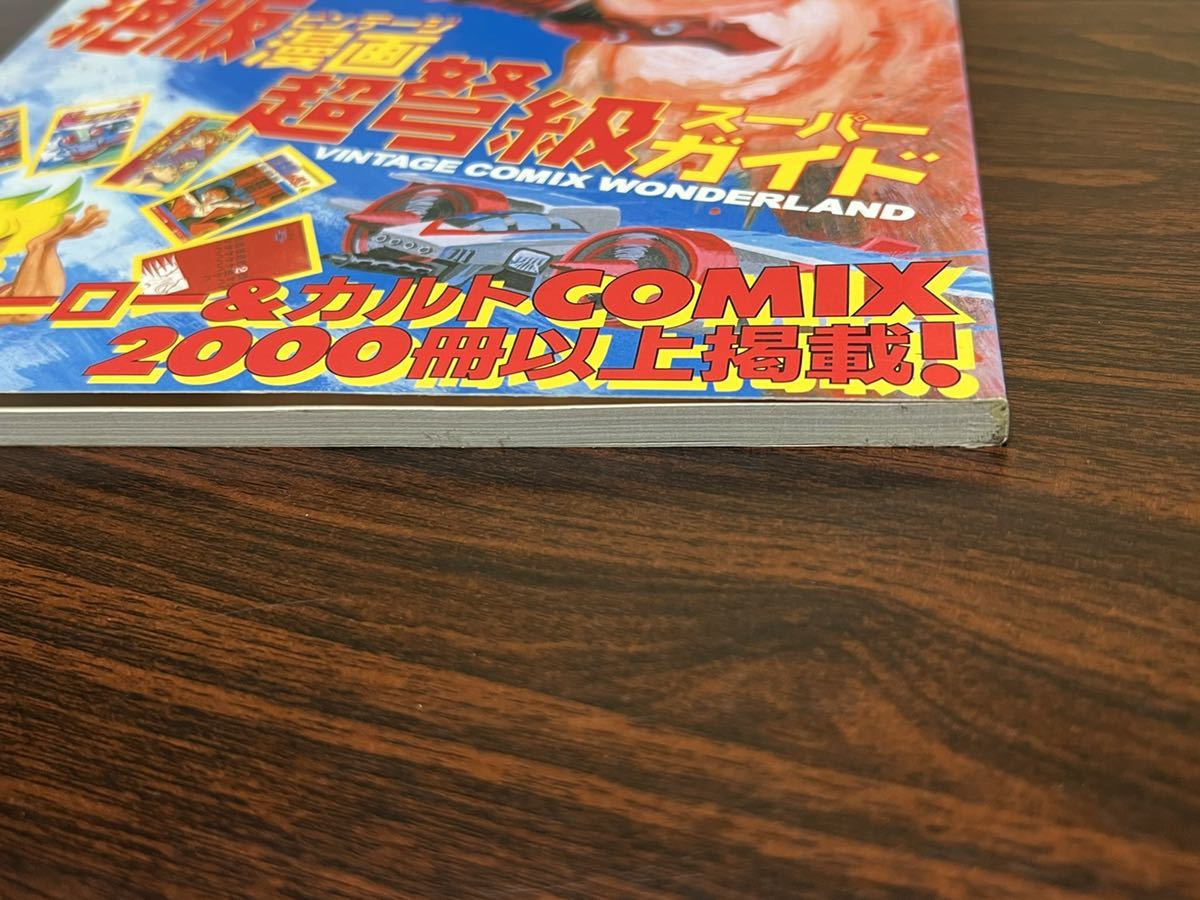 絶版漫画
ビンテージ
超弩級スーパーガイド
VINTAGE COMIX WONDERLAND
ーロー&カルトCOMIX
2000冊以上掲載!